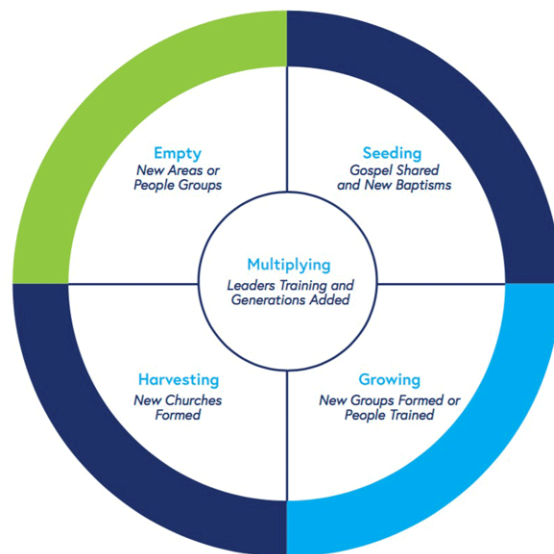 Empty
New Areas or
People Groups
Seeding
Gospel Shared
and New Baptisms
Multiplying
Leaders Training and
Generations Added
Harvesting
New Churches
Formed
Growing
New Groups Formed or
People Trained